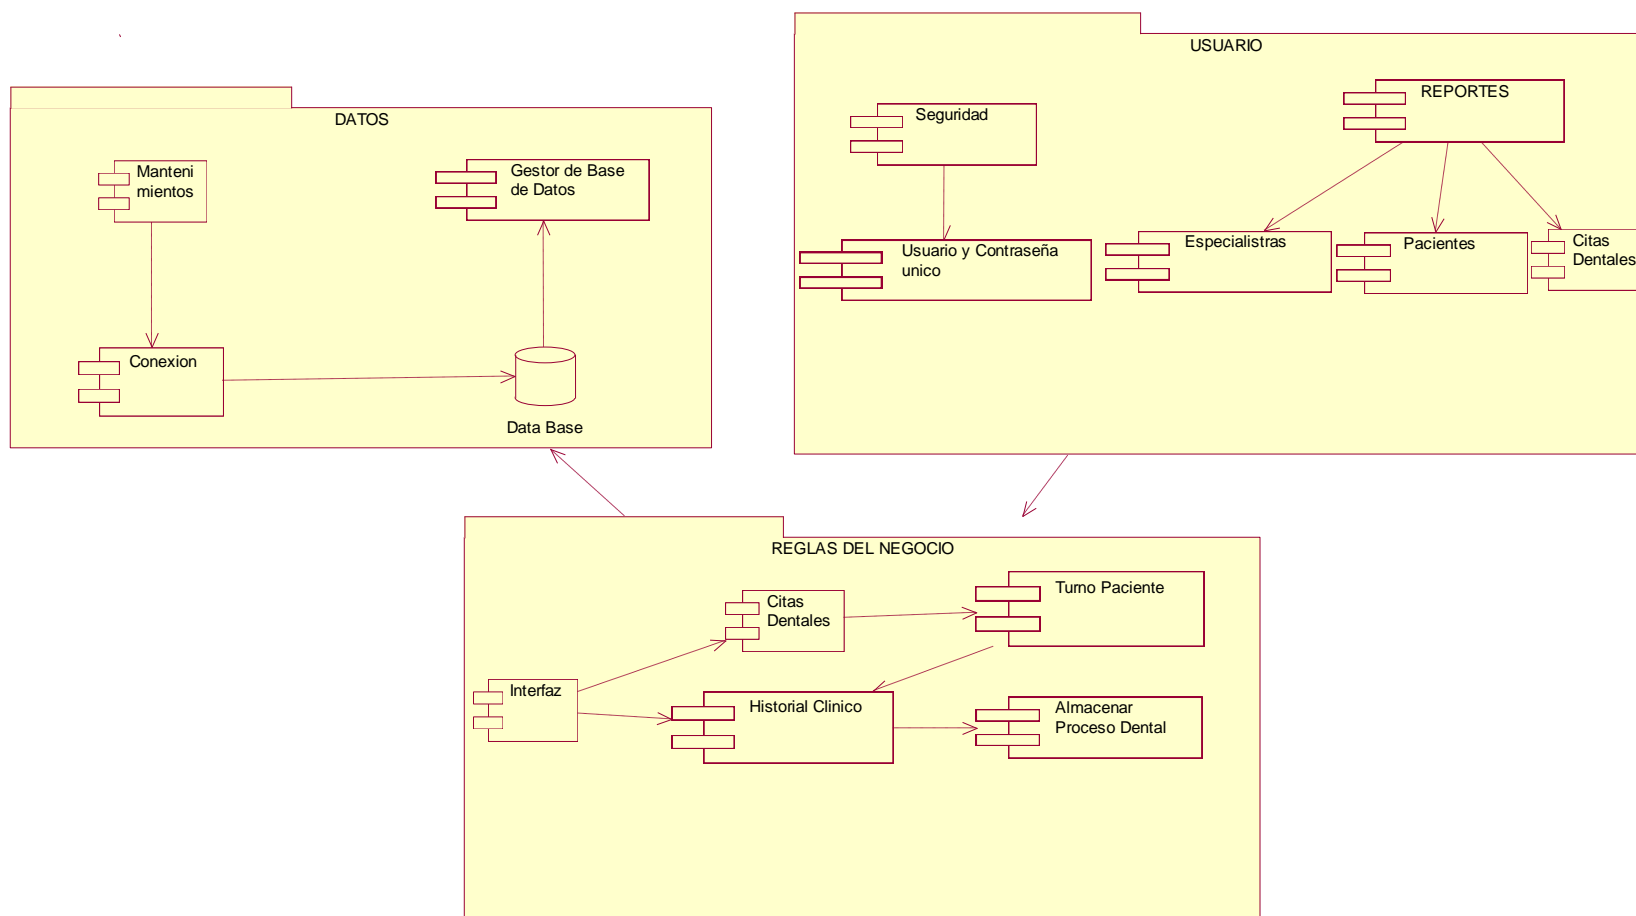 DATOS
Manteni
mientos
Gestor de Base
de Datos
Conexion
Data Base
USUARIO
Seguridad
REPORTES
Usuario y Contraseña
unico
Especialistras
Pacientes
Citas
Dentales
REGLAS DEL NEGOCIO
Citas
Dentales
Turno Paciente
Interfaz
Historial Clinico
Almacenar
Proceso Dental